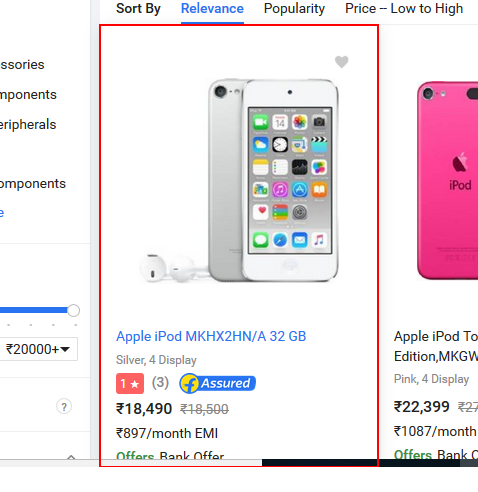 Sort By Relevance Popularity Price -- Low to High
ssories
mponents
eripherals
omponents
e
₹20000+
?
14
iPod
Apple iPod MKHX2HN/A 32 GB
Silver, 4 Display
1 ★ (3) Assured
₹18,490 ₹18,500
₹897/month EMI
Offers Bank Offer
Apple iPod To
Edition,MKGW
Pink, 4 Display
₹22,399 ₹27
₹1087/month
Offers Bank Of